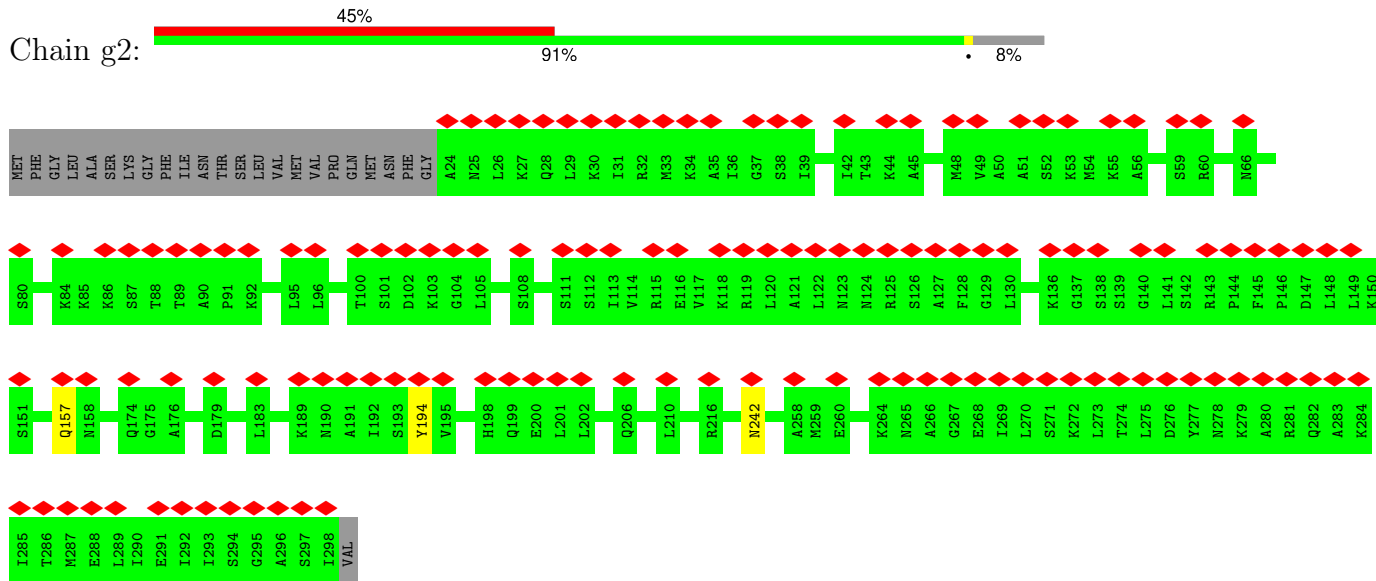 45%
Chain g2:
91% • 8%
MET PHE GLY LEU ALA SER LYS GLY PHE ILE ASN THR SER LEU VAL MET VAL PRO GLN MET ASN PHE GLY A24 N25 L26 K27 Q28 L29 K30 I31 R32 M33 K34 A35 I36 G37 S38 I39 I42 T43 K44 A45 M48 V49 A50 A51 S52 K53 M54 K55 A56 S59 R60 N66
S80 K84 K85 K86 S87 T88 T89 A90 P91 K92 L95 L96 T100 S101 D102 K103 G104 L105 S108 S111 S112 I113 V114 R115 E116 V117 K118 R119 L120 A121 L122 N123 N124 R125 S126 A127 F128 G129 L130 K136 G137 S138 S139 G140 L141 S142 R143 P144 F145 P146 D147 L148 L149 K150
S151 Q157 N158 Q174 G175 A176 D179 L183 K189 N190 A191 I192 S193 Y194 V195 H198 Q199 E200 L201 L202 Q206 L210 R216 N242 A258 M259 E260 K264 N265 A266 G267 E268 I269 L270 S271 K272 L273 T274 L275 D276 Y277 N278 K279 A280 R281 Q282 A283 K284
I285 T286 M287 E288 L289 I290 E291 I292 I293 S294 G295 A296 S297 I298 VAL